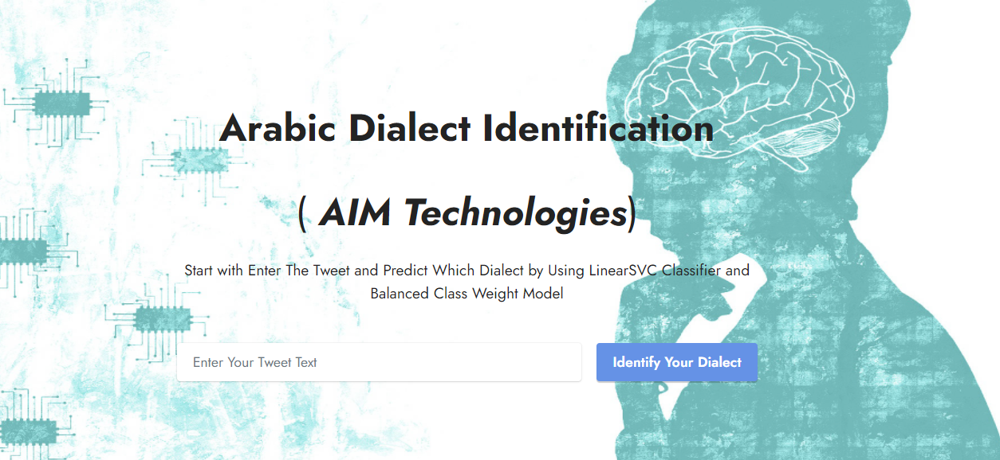 Arabic Dialect Identification
( AIM Technologies)
Start with Enter The Tweet and Predict Which Dialect by Using LinearSVC Classifier and
Balanced Class Weight Model
Enter Your Tweet Text
Identify Your Dialect